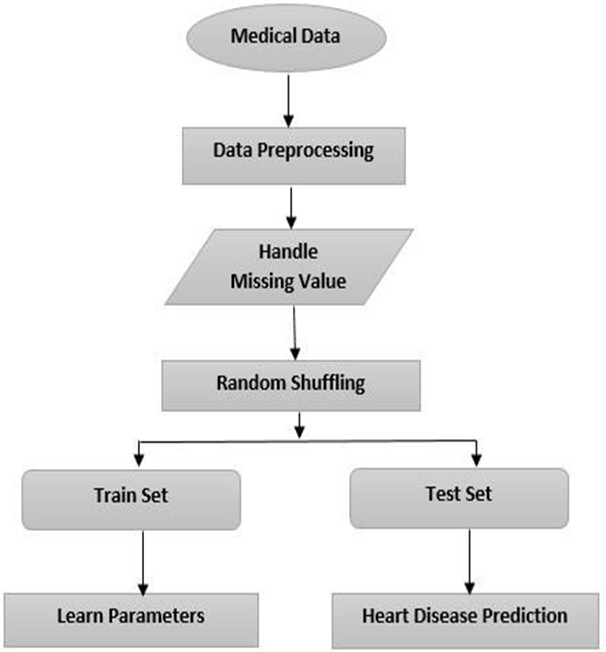 Medical Data
Data Preprocessing
Handle
Missing Value
Random Shuffling
Train Set
Test Set
Learn Parameters
Heart Disease Prediction